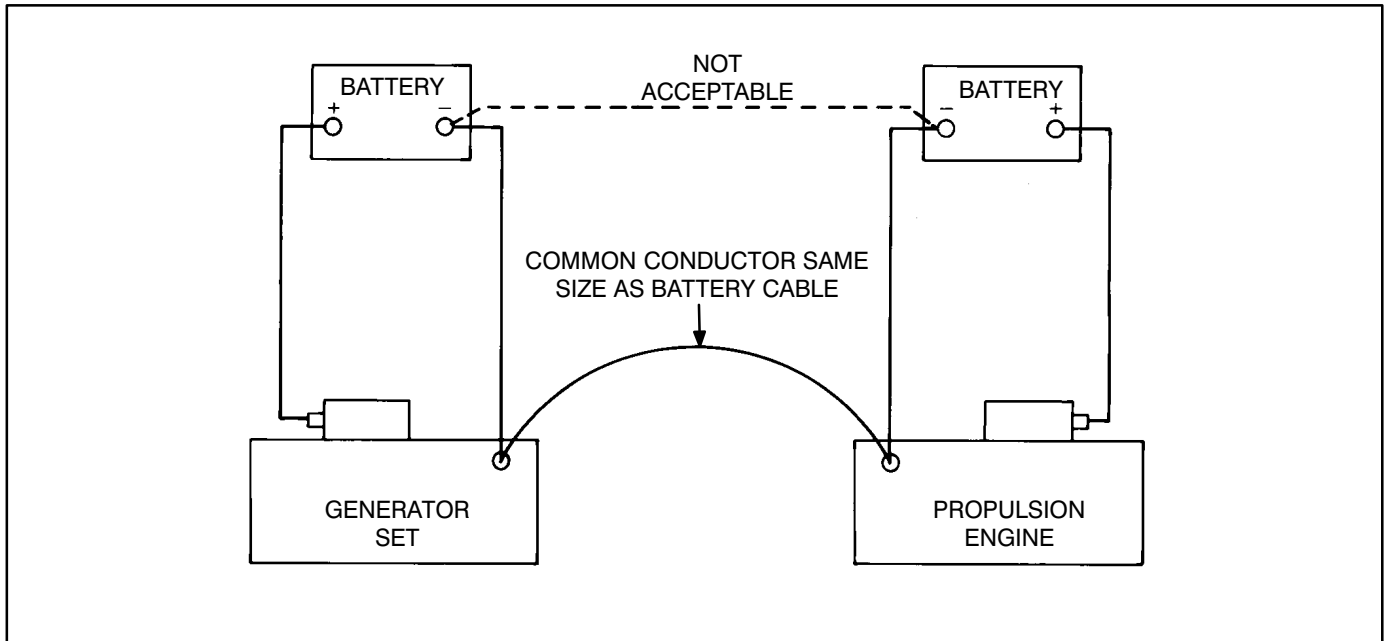 NOT
ACCEPTABLE
BATTERY
+ −
BATTERY
− +
COMMON CONDUCTOR SAME
SIZE AS BATTERY CABLE
GENERATOR
SET
PROPULSION
ENGINE